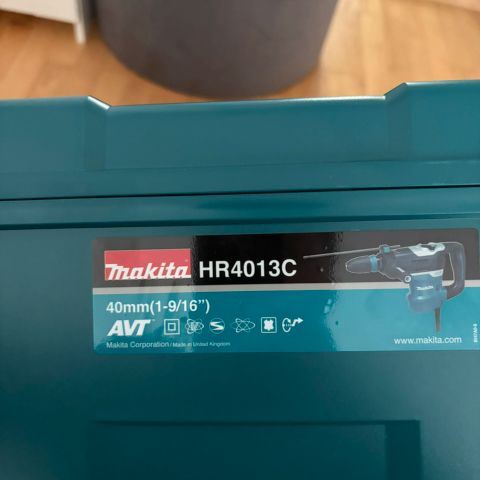 makita HR4013C
40mm(1-9/16")
AVT
Makita Corporation / Made in United Kingdom
www.makita.com